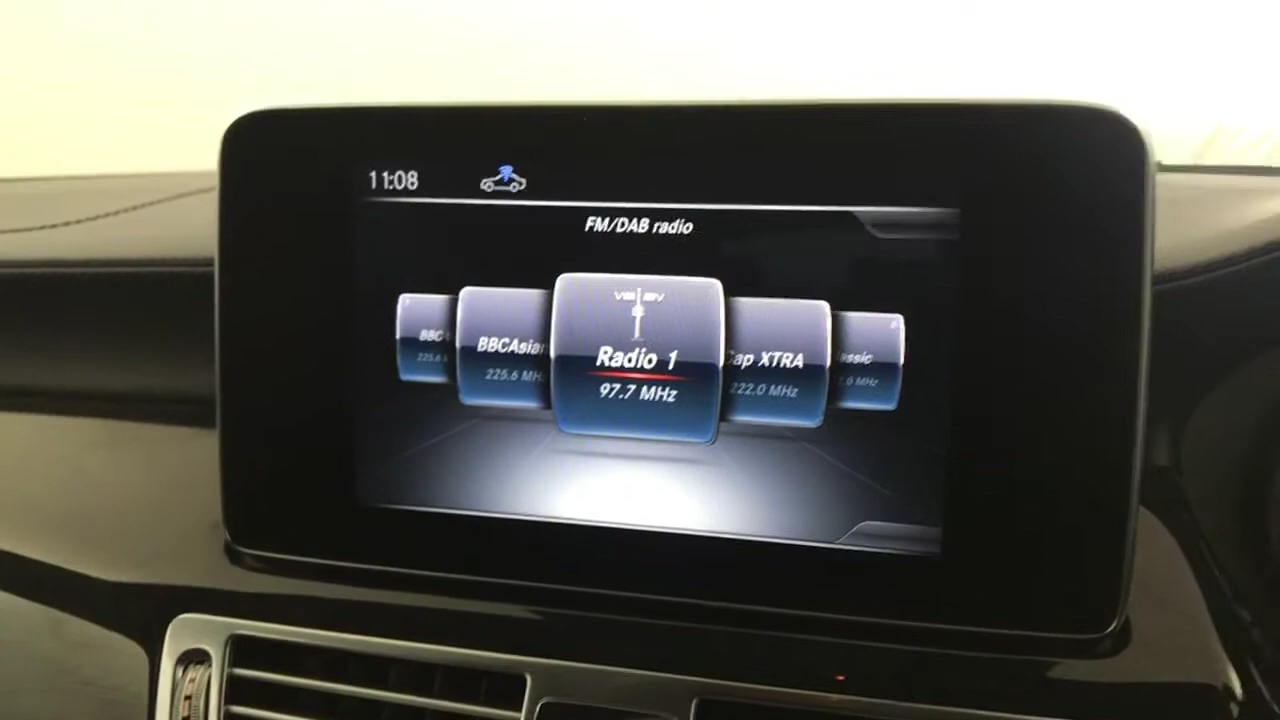 11:08
FM/DAB radio
BBC
225.6
BBCAsian
225.6 MHz
Radio 1
97.7 MHz
Cap XTRA
222.0 MHz
assic
MHz